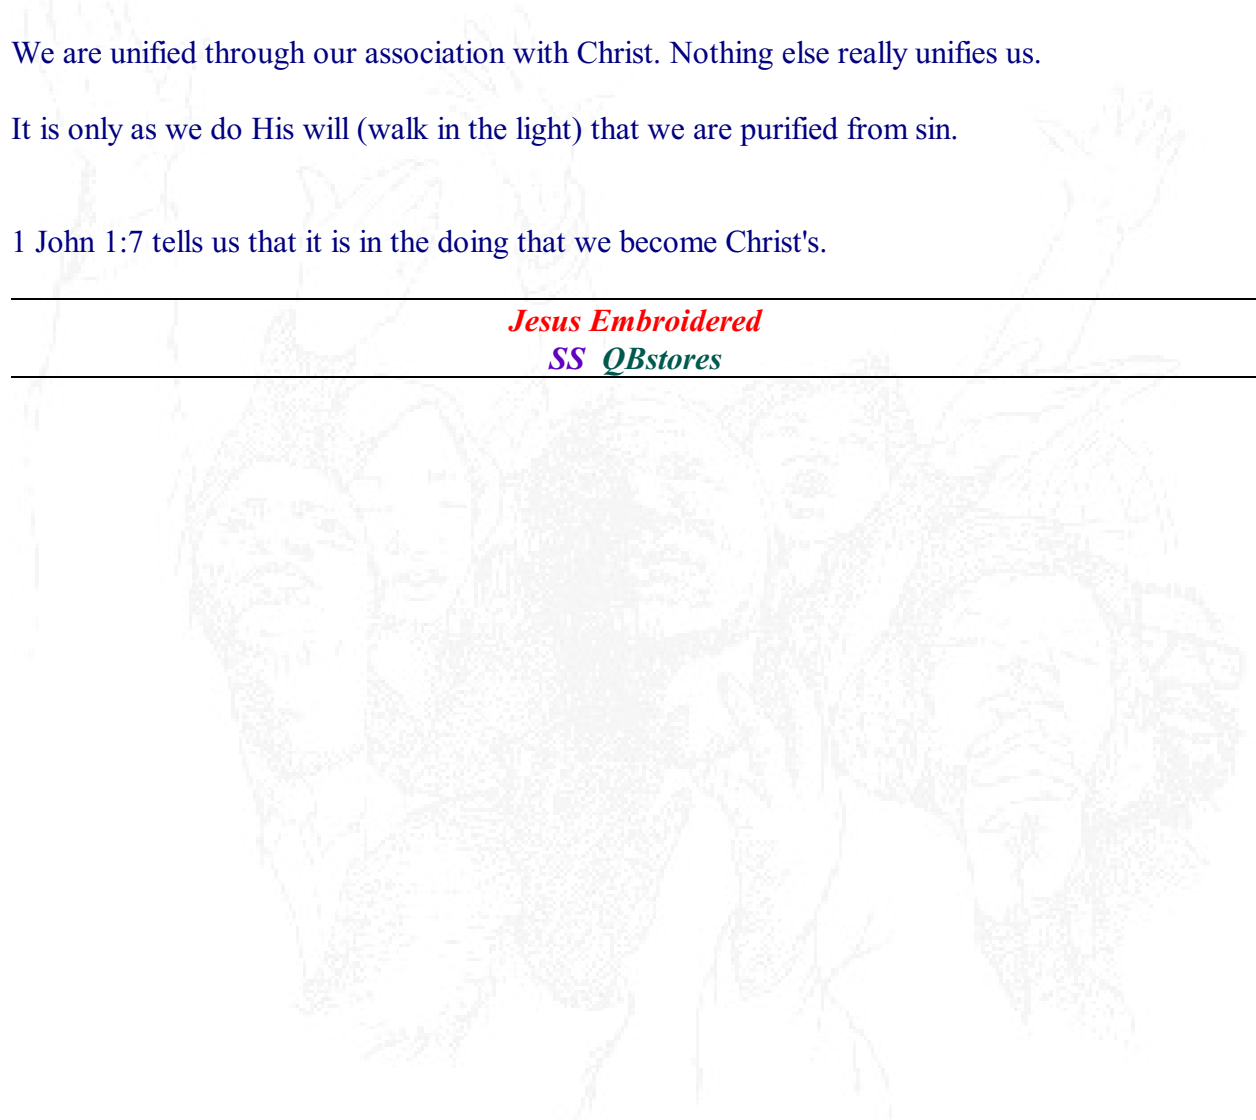 We are unified through our association with Christ. Nothing else really unifies us.
It is only as we do His will (walk in the light) that we are purified from sin.
1 John 1:7 tells us that it is in the doing that we become Christ's.
Jesus Embroidered
SS QBstores